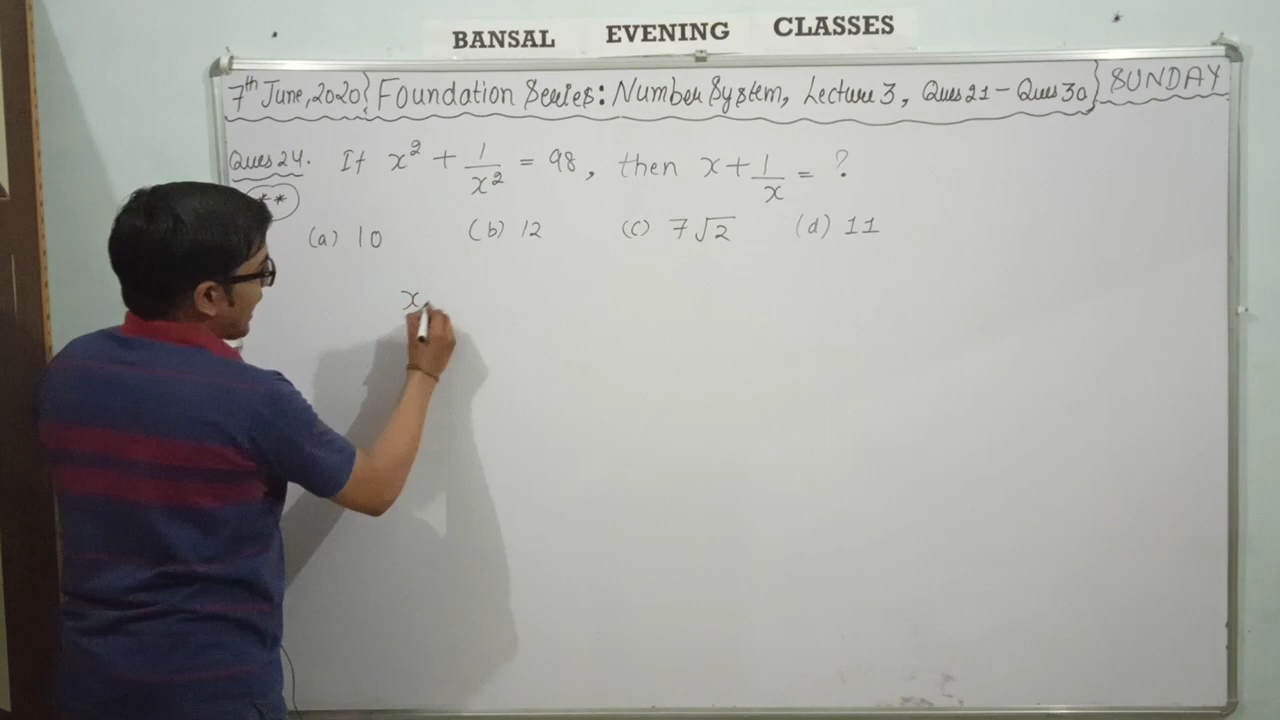 BANSAL EVENING CLASSES
7th June, 2020} Foundation Series: Number System, Lecture 3, Ques 21 - Ques 30} SUNDAY
Ques 24. If x² + 1/x² = 98, then x + 1/x = ?
**
(a) 10 (b) 12 (c) 7√2 (d) 11
x